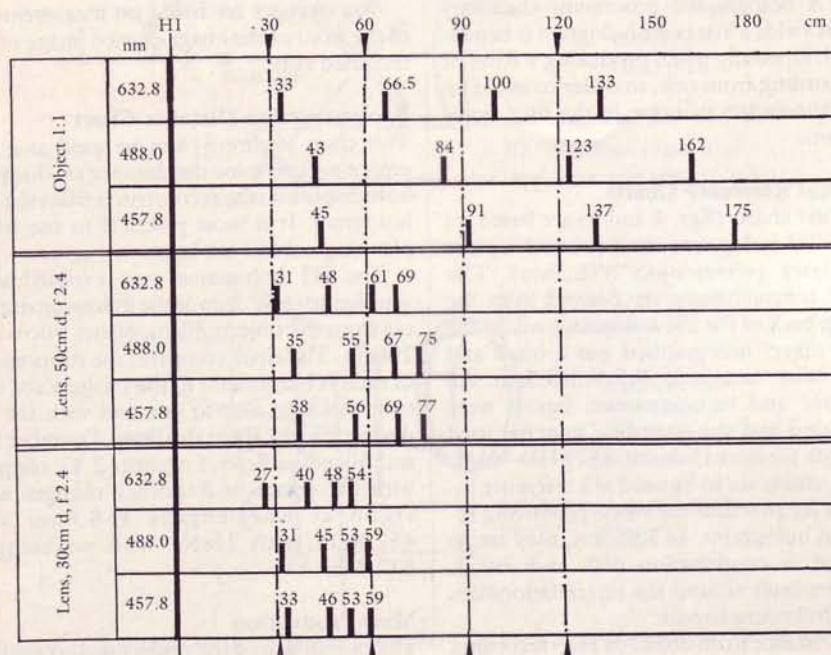 H1 30 60 90 120 150 180 cm
nm
Object 1:1
632.8 33 66.5 100 133
488.0 43 84 123 162
457.8 45 91 137 175
Lens, 50cm d, f 2.4
632.8 31 48 61 69
488.0 35 55 67 75
457.8 38 56 69 77
Lens, 30cm d, f 2.4
632.8 27 40 48 54
488.0 31 45 53 59
457.8 33 46 53 59